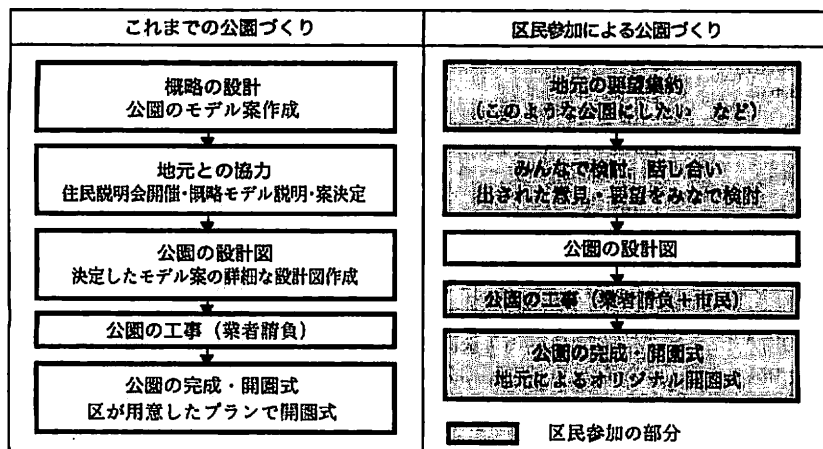 これまでの公園づくり
概略の設計
公園のモデル案作成
地元との協力
住民説明会開催・概略モデル説明・案決定
公園の設計図
決定したモデル案の詳細な設計図作成
公園の工事（業者請負）
公園の完成・開園式
区が用意したプランで開園式
区民参加による公園づくり
地元の要望集約
（このような公園にしたい　など）
みんなで検討、話し合い
出された意見・要望をみなで検討
公園の設計図
公園の工事（業者請負＋市民）
公園の完成・開園式
地元によるオリジナル開園式
区民参加の部分